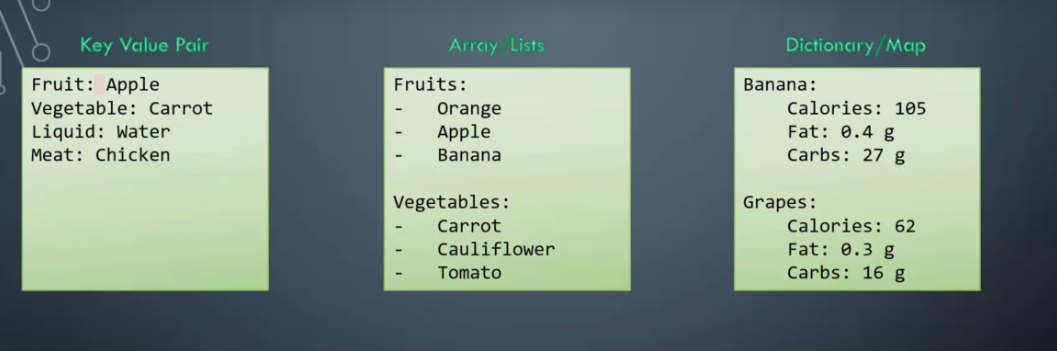 Key Value Pair
Fruit: Apple
Vegetable: Carrot
Liquid: Water
Meat: Chicken
Array/Lists
Fruits:
- Orange
- Apple
- Banana
Vegetables:
- Carrot
- Cauliflower
- Tomato
Dictionary/Map
Banana:
Calories: 105
Fat: 0.4 g
Carbs: 27 g
Grapes:
Calories: 62
Fat: 0.3 g
Carbs: 16 g